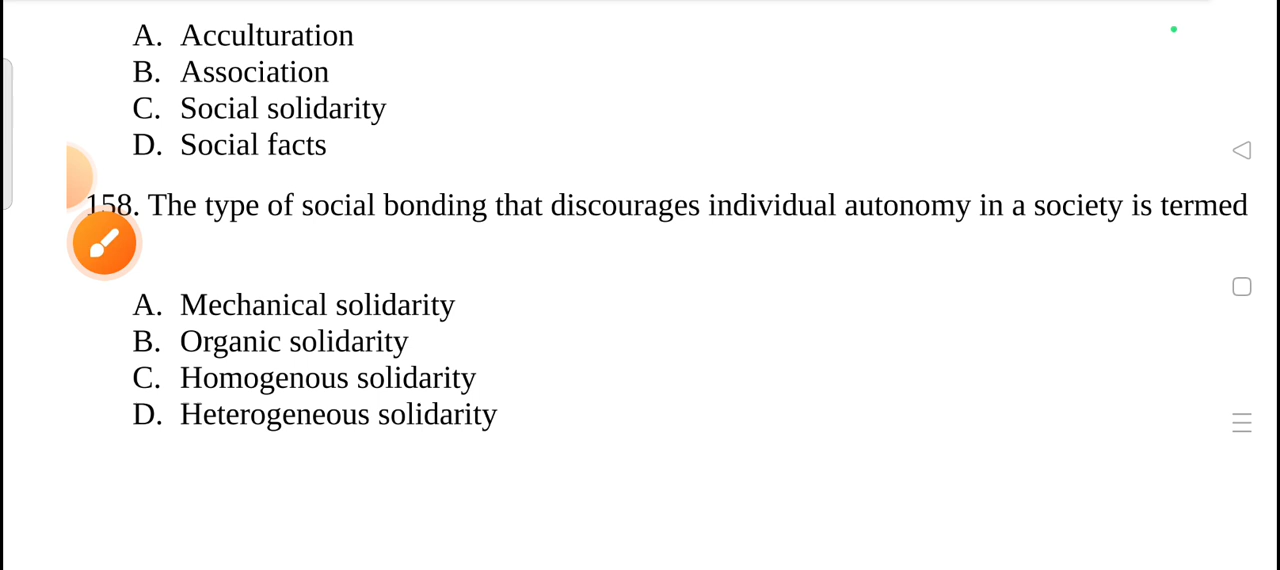 A. Acculturation
B. Association
C. Social solidarity
D. Social facts
158. The type of social bonding that discourages individual autonomy in a society is termed
A. Mechanical solidarity
B. Organic solidarity
C. Homogenous solidarity
D. Heterogeneous solidarity